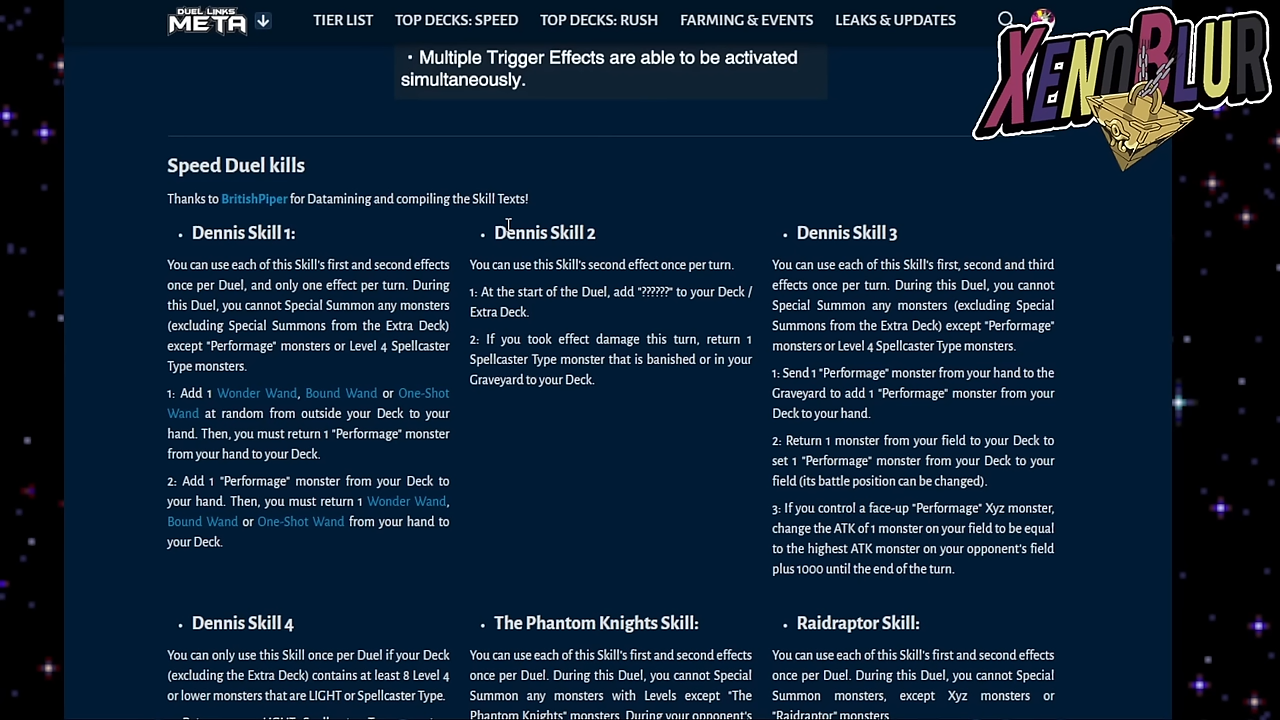 DUEL LINKS
META
TIER LIST
TOP DECKS: SPEED
TOP DECKS: RUSH
FARMING & EVENTS
LEAKS & UPDATES
XENOBLUR
· Multiple Trigger Effects are able to be activated
simultaneously.
Speed Duel kills
Thanks to BritishPiper for Datamining and compiling the Skill Texts!
• Dennis Skill 1:
You can use each of this Skill's first and second effects
once per Duel, and only one effect per turn. During
this Duel, you cannot Special Summon any monsters
(excluding Special Summons from the Extra Deck)
except "Performage" monsters or Level 4 Spellcaster
Type monsters.
1: Add 1 Wonder Wand, Bound Wand or One-Shot
Wand at random from outside your Deck to your
hand. Then, you must return 1 "Performage" monster
from your hand to your Deck.
2: Add 1 "Performage" monster from your Deck to
your hand. Then, you must return 1 Wonder Wand,
Bound Wand or One-Shot Wand from your hand to
your Deck.
• Dennis Skill 2
You can use this Skill's second effect once per turn.
1: At the start of the Duel, add "??????" to your Deck /
Extra Deck.
2: If you took effect damage this turn, return 1
Spellcaster Type monster that is banished or in your
Graveyard to your Deck.
• Dennis Skill 3
You can use each of this Skill's first, second and third
effects once per turn. During this Duel, you cannot
Special Summon any monsters (excluding Special
Summons from the Extra Deck) except "Performage"
monsters or Level 4 Spellcaster Type monsters.
1: Send 1 "Performage" monster from your hand to the
Graveyard to add 1 "Performage" monster from your
Deck to your hand.
2: Return 1 monster from your field to your Deck to
set 1 "Performage" monster from your Deck to your
field (its battle position can be changed).
3: If you control a face-up "Performage" Xyz monster,
change the ATK of 1 monster on your field to be equal
to the highest ATK monster on your opponent's field
plus 1000 until the end of the turn.
• Dennis Skill 4
You can only use this Skill once per Duel if your Deck
(excluding the Extra Deck) contains at least 8 Level 4
or lower monsters that are LIGHT or Spellcaster Type.
• The Phantom Knights Skill:
You can use each of this Skill's first and second effects
once per Duel. During this Duel, you cannot Special
Summon any monsters with Levels except "The
Phantom Knights" monsters. During your opponent's
• Raidraptor Skill:
You can use each of this Skill's first and second effects
once per Duel. During this Duel, you cannot Special
Summon monsters, except Xyz monsters or
"Raidraptor" monsters.